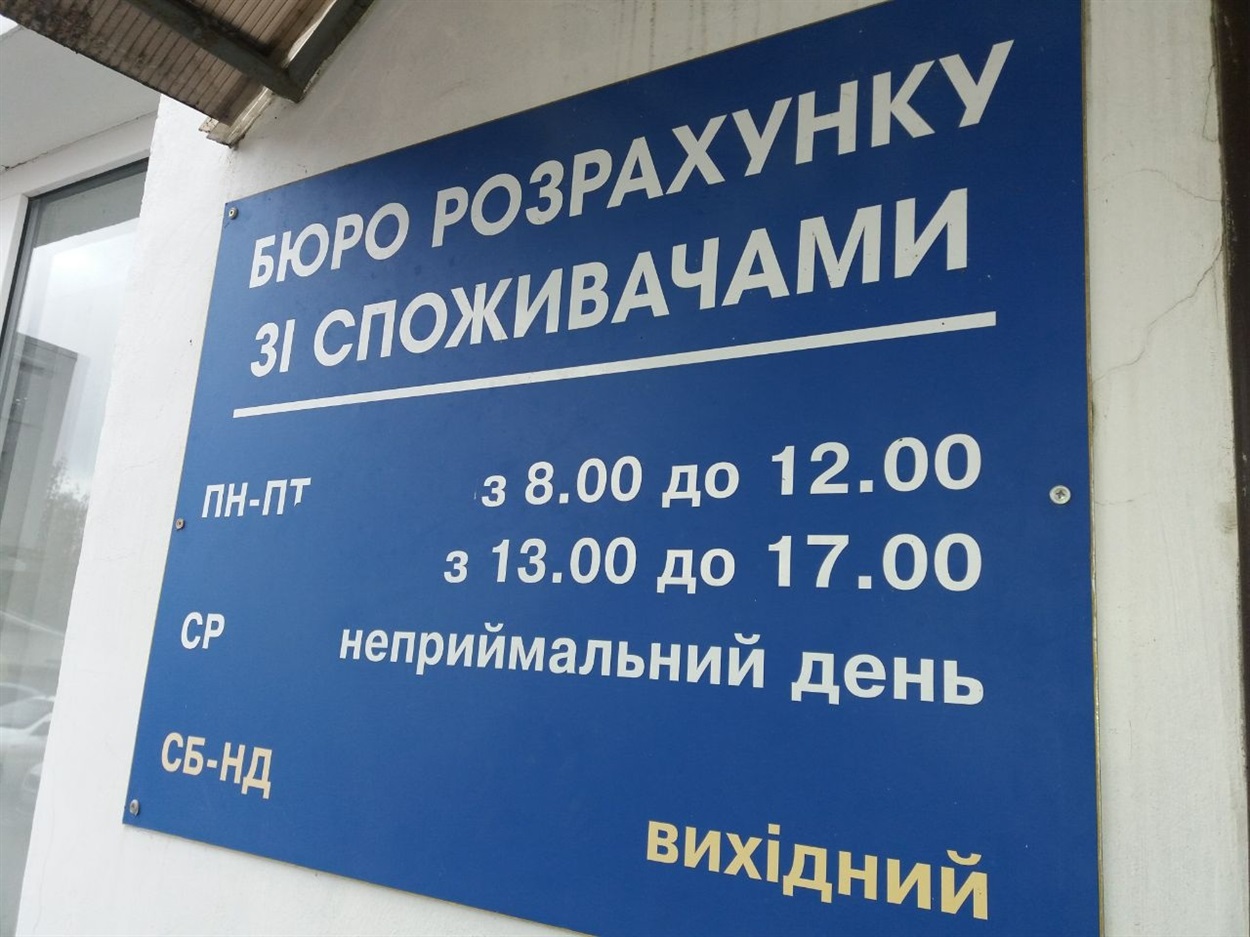 БЮРО РОЗРАХУНКУ
ЗІ СПОЖИВАЧАМИ
ПН-ПТ з 8.00 до 12.00
з 13.00 до 17.00
СР неприймальний день
СБ-НД
вихідний